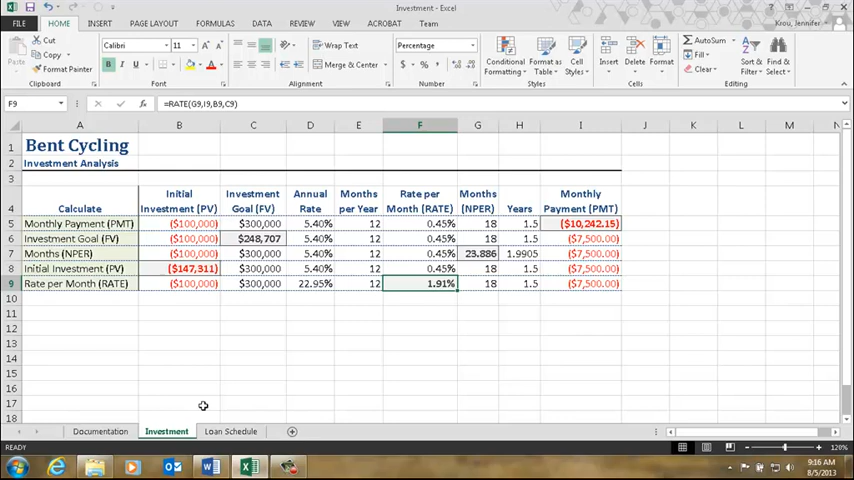 Investment - Excel
FILE HOME INSERT PAGE LAYOUT FORMULAS DATA REVIEW VIEW ACROBAT Team
Krou, Jennifer
Cut
Copy
Format Painter
Paste
Clipboard
Calibri 11
B I U
Font
Wrap Text
Merge & Center
Alignment
Percentage
$ % ,
Number
Conditional Formatting
Format as Table
Cell Styles
Styles
Insert Delete Format
Cells
AutoSum
Fill
Clear
Sort & Filter
Find & Select
Editing
F9 fx =RATE(G9,I9,B9,C9)
A B C D E F G H I J K L M N
1 Bent Cycling
2 Investment Analysis
3
4 Calculate Initial Investment (PV) Investment Goal (FV) Annual Rate Months per Year Rate per Month (RATE) Months (NPER) Years Monthly Payment (PMT)
5 Monthly Payment (PMT) ($100,000) $300,000 5.40% 12 0.45% 18 1.5 ($10,242.15)
6 Investment Goal (FV) ($100,000) $248,707 5.40% 12 0.45% 18 1.5 ($7,500.00)
7 Months (NPER) ($100,000) $300,000 5.40% 12 0.45% 23.886 1.9905 ($7,500.00)
8 Initial Investment (PV) ($147,311) $300,000 5.40% 12 0.45% 18 1.5 ($7,500.00)
9 Rate per Month (RATE) ($100,000) $300,000 22.95% 12 1.91% 18 1.5 ($7,500.00)
10
11
12
13
14
15
16
17
18
Documentation Investment Loan Schedule
READY
120%
9:16 AM
8/5/2013